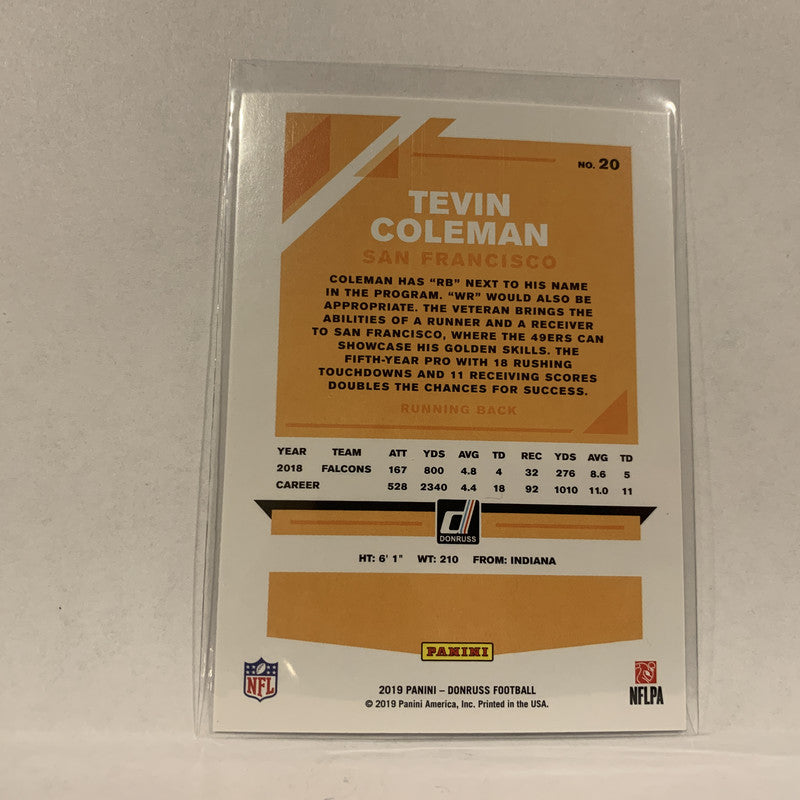 NO. 20
TEVIN
COLEMAN
SAN FRANCISCO
COLEMAN HAS "RB" NEXT TO HIS NAME
IN THE PROGRAM. "WR" WOULD ALSO BE
APPROPRIATE. THE VETERAN BRINGS THE
ABILITIES OF A RUNNER AND A RECEIVER
TO SAN FRANCISCO, WHERE THE 49ERS CAN
SHOWCASE HIS GOLDEN SKILLS. THE
FIFTH-YEAR PRO WITH 18 RUSHING
TOUCHDOWNS AND 11 RECEIVING SCORES
DOUBLES THE CHANCES FOR SUCCESS.
RUNNING BACK
YEAR TEAM ATT YDS AVG TD REC YDS AVG TD
2018 FALCONS 167 800 4.8 4 32 276 8.6 5
CAREER 528 2340 4.4 18 92 1010 11.0 11
d
DONRUSS
HT: 6' 1" WT: 210 FROM: INDIANA
PANINI
NFL
2019 PANINI – DONRUSS FOOTBALL
© 2019 Panini America, Inc. Printed in the USA.
NFLPA